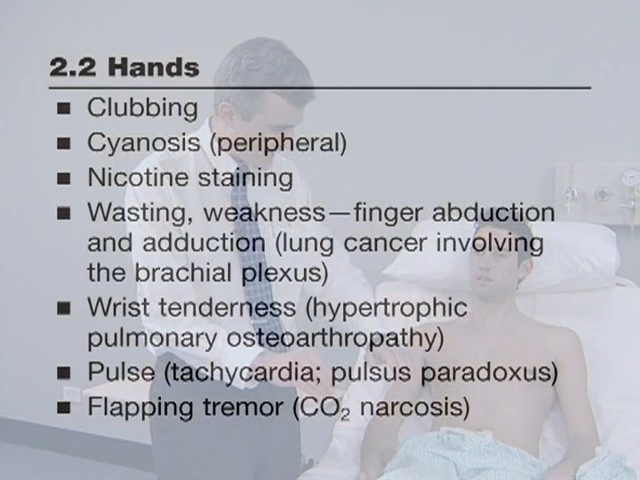 2.2 Hands
■ Clubbing
■ Cyanosis (peripheral)
■ Nicotine staining
■ Wasting, weakness—finger abduction
and adduction (lung cancer involving
the brachial plexus)
■ Wrist tenderness (hypertrophic
pulmonary osteoarthropathy)
■ Pulse (tachycardia; pulsus paradoxus)
■ Flapping tremor (CO₂ narcosis)